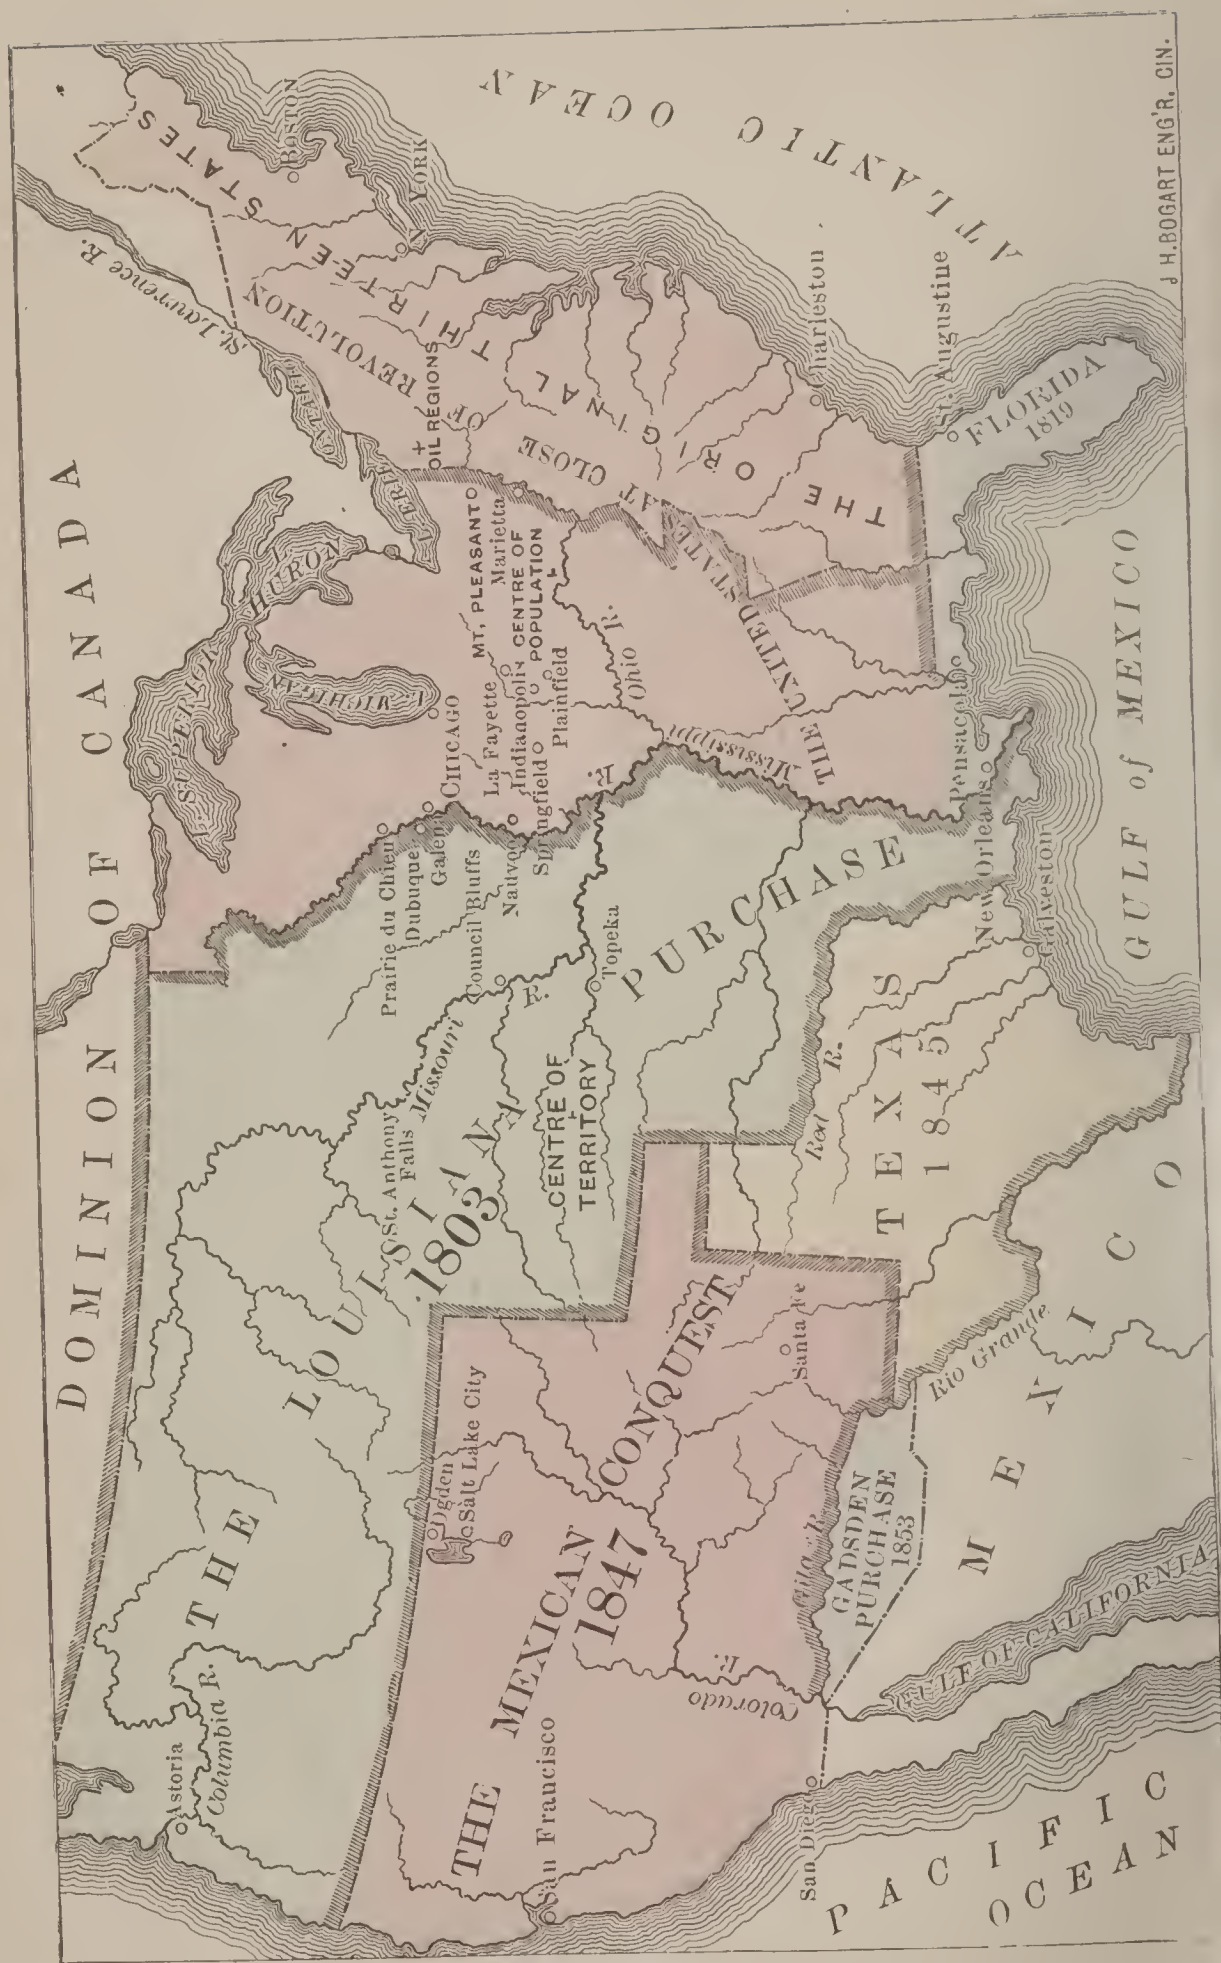 DOMINION OF CANADA
THE LOUISIANA PURCHASE
1803
THE MEXICAN CONQUEST
1847
GADSDEN
PURCHASE
1853
TEXAS
1845
MEXICO
FLORIDA
1819
THE ORIGINAL THIRTEEN STATES
THE UNITED STATES AT CLOSE OF REVOLUTION
ATLANTIC OCEAN
GULF of MEXICO
GULF OF CALIFORNIA
PACIFIC
OCEAN
Astoria
Columbia R.
San Francisco
San Diego
Colorado R.
Gila R.
Ogden
Salt Lake City
Santa Fe
Rio Grande
Red R.
St. Anthony
Falls
Missouri
R.
CENTRE OF
TERRITORY
Topeka
Council Bluffs
Prairie du Chien
Dubuque
Galena
Nauvoo
CHICAGO
La Fayette
Indianopolis
Springfield
Plainfield
MT. PLEASANT
Marietta
CENTRE OF
POPULATION
Ohio R.
Mississippi
R.
New Orleans
Galveston
Pensacola
St. Augustine
Charleston
OIL REGIONS
N. YORK
BOSTON
St. Lawrence R.
L. SUPERIOR
L. MICHIGAN
L. HURON
L. ERIE
ONTARIO
J H. BOGART ENG'R. CIN.